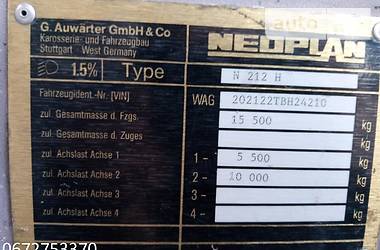 G. Auwärter GmbH & Co
Karosserie- und Fahrzeugbau
Stuttgart West Germany
NEOPLAN
1.5% Type N 212 H
Fahrzeugident.-Nr. [VIN] WAG 202122TBH24210
zul. Gesamtmasse d. Fzgs. 15 500 kg
zul. Gesamtmasse d. Zuges kg
zul. Achslast Achse 1 1- 5 500 kg
zul. Achslast Achse 2 2- 10 000 kg
zul. Achslast Achse 3 3- kg
zul. Achslast Achse 4 4- kg
0672753370